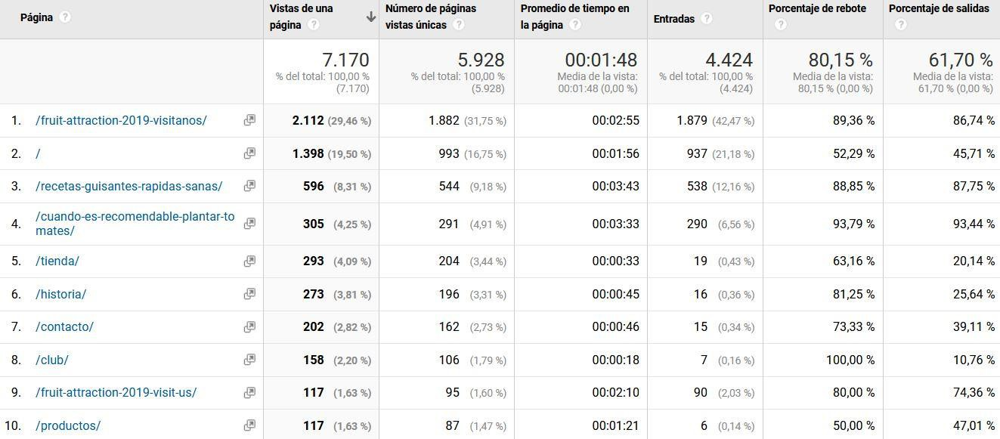 Página ? Vistas de una página ? Número de páginas vistas únicas ? Promedio de tiempo en la página ? Entradas ? Porcentaje de rebote ? Porcentaje de salidas ?
7.170 5.928 00:01:48 4.424 80,15 % 61,70 %
% del total: 100,00 % (7.170) % del total: 100,00 % (5.928) Media de la vista: 00:01:48 (0,00 %) % del total: 100,00 % (4.424) Media de la vista: 80,15 % (0,00 %) Media de la vista: 61,70 % (0,00 %)
1. /fruit-attraction-2019-visitanos/ 2.112 (29,46 %) 1.882 (31,75 %) 00:02:55 1.879 (42,47 %) 89,36 % 86,74 %
2. / 1.398 (19,50 %) 993 (16,75 %) 00:01:56 937 (21,18 %) 52,29 % 45,71 %
3. /recetas-guisantes-rapidas-sanas/ 596 (8,31 %) 544 (9,18 %) 00:03:43 538 (12,16 %) 88,85 % 87,75 %
4. /cuando-es-recomendable-plantar-to
mates/ 305 (4,25 %) 291 (4,91 %) 00:03:33 290 (6,56 %) 93,79 % 93,44 %
5. /tienda/ 293 (4,09 %) 204 (3,44 %) 00:00:33 19 (0,43 %) 63,16 % 20,14 %
6. /historia/ 273 (3,81 %) 196 (3,31 %) 00:00:45 16 (0,36 %) 81,25 % 25,64 %
7. /contacto/ 202 (2,82 %) 162 (2,73 %) 00:00:46 15 (0,34 %) 73,33 % 39,11 %
8. /club/ 158 (2,20 %) 106 (1,79 %) 00:00:18 7 (0,16 %) 100,00 % 10,76 %
9. /fruit-attraction-2019-visit-us/ 117 (1,63 %) 95 (1,60 %) 00:02:10 90 (2,03 %) 80,00 % 74,36 %
10. /productos/ 117 (1,63 %) 87 (1,47 %) 00:01:21 6 (0,14 %) 50,00 % 47,01 %